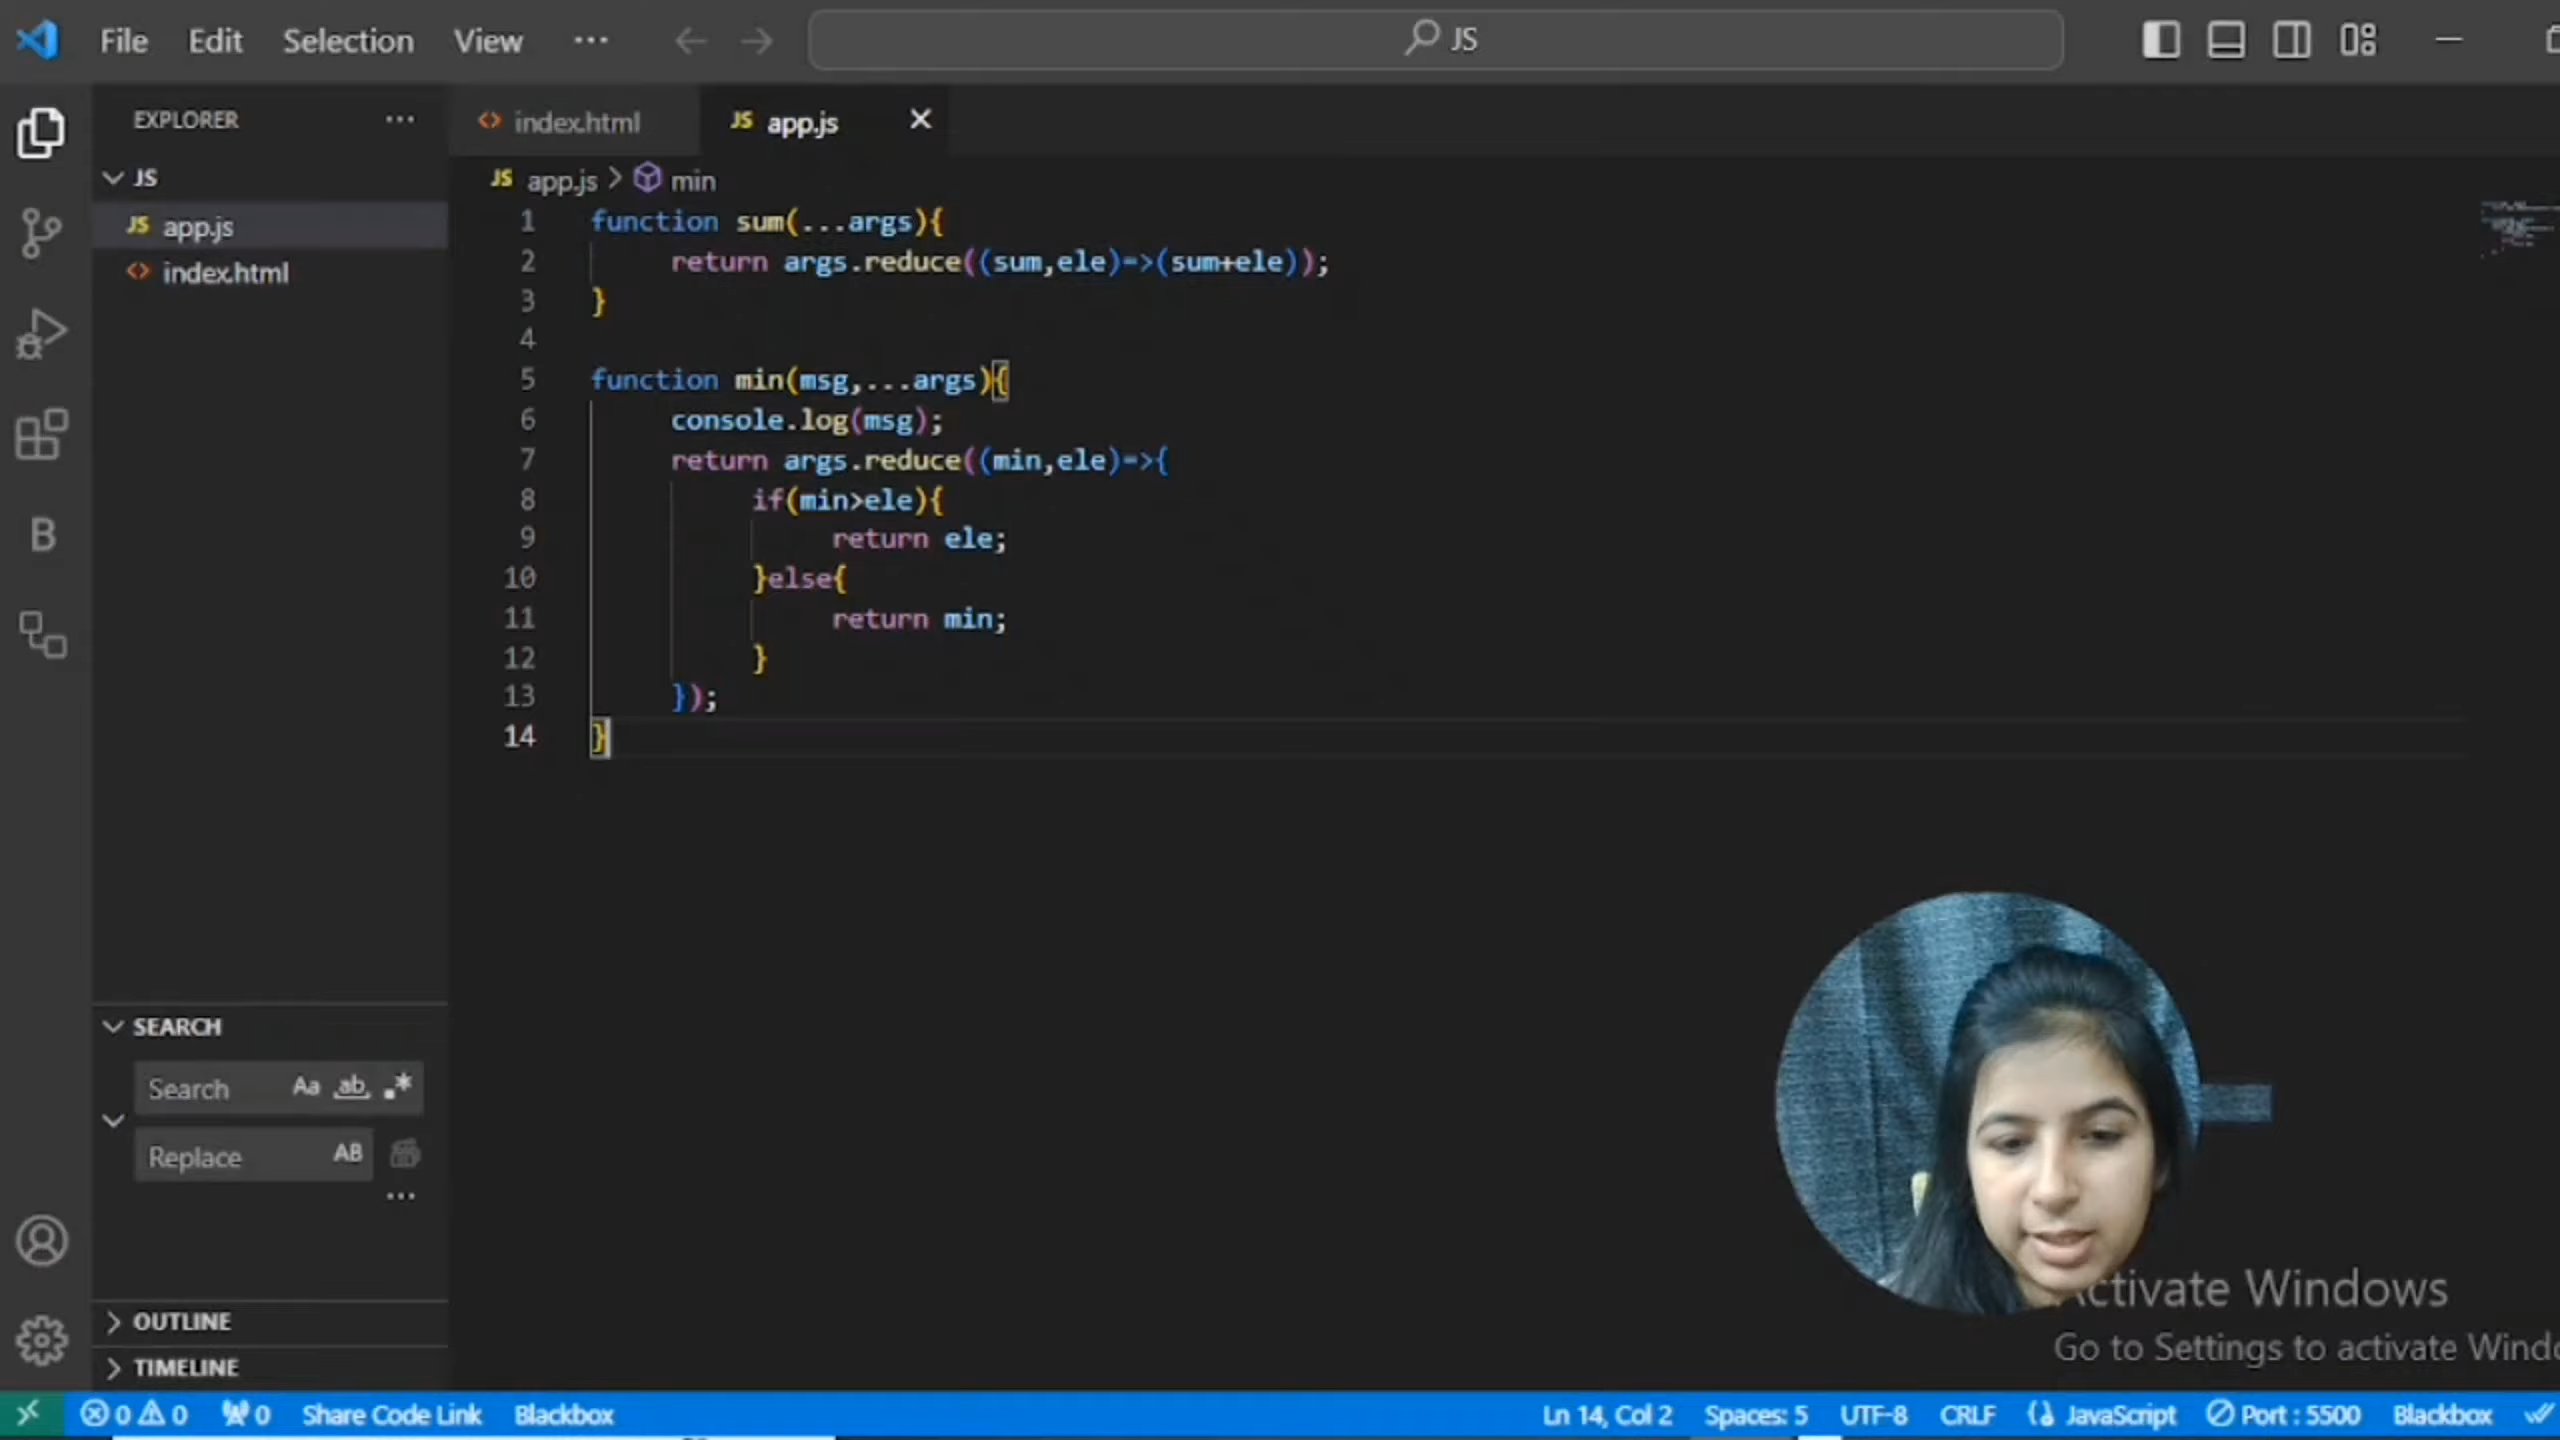 File Edit Selection View ··· JS
EXPLORER ···
index.html
JS app.js
JS
JS app.js > min
JS app.js
index.html
1 function sum(...args){
2 return args.reduce((sum,ele)=>(sum+ele));
3 }
4
5 function min(msg,...args){
6 console.log(msg);
7 return args.reduce((min,ele)=>{
8 if(min>ele){
9 return ele;
10 }else{
11 return min;
12 }
13 });
14 }
B
SEARCH
Search Aa ab .*
Replace AB
···
OUTLINE
TIMELINE
Activate Windows
Go to Settings to activate Windo
0 0 0 Share Code Link Blackbox Ln 14, Col 2 Spaces: 5 UTF-8 CRLF JavaScript Port : 5500 Blackbox